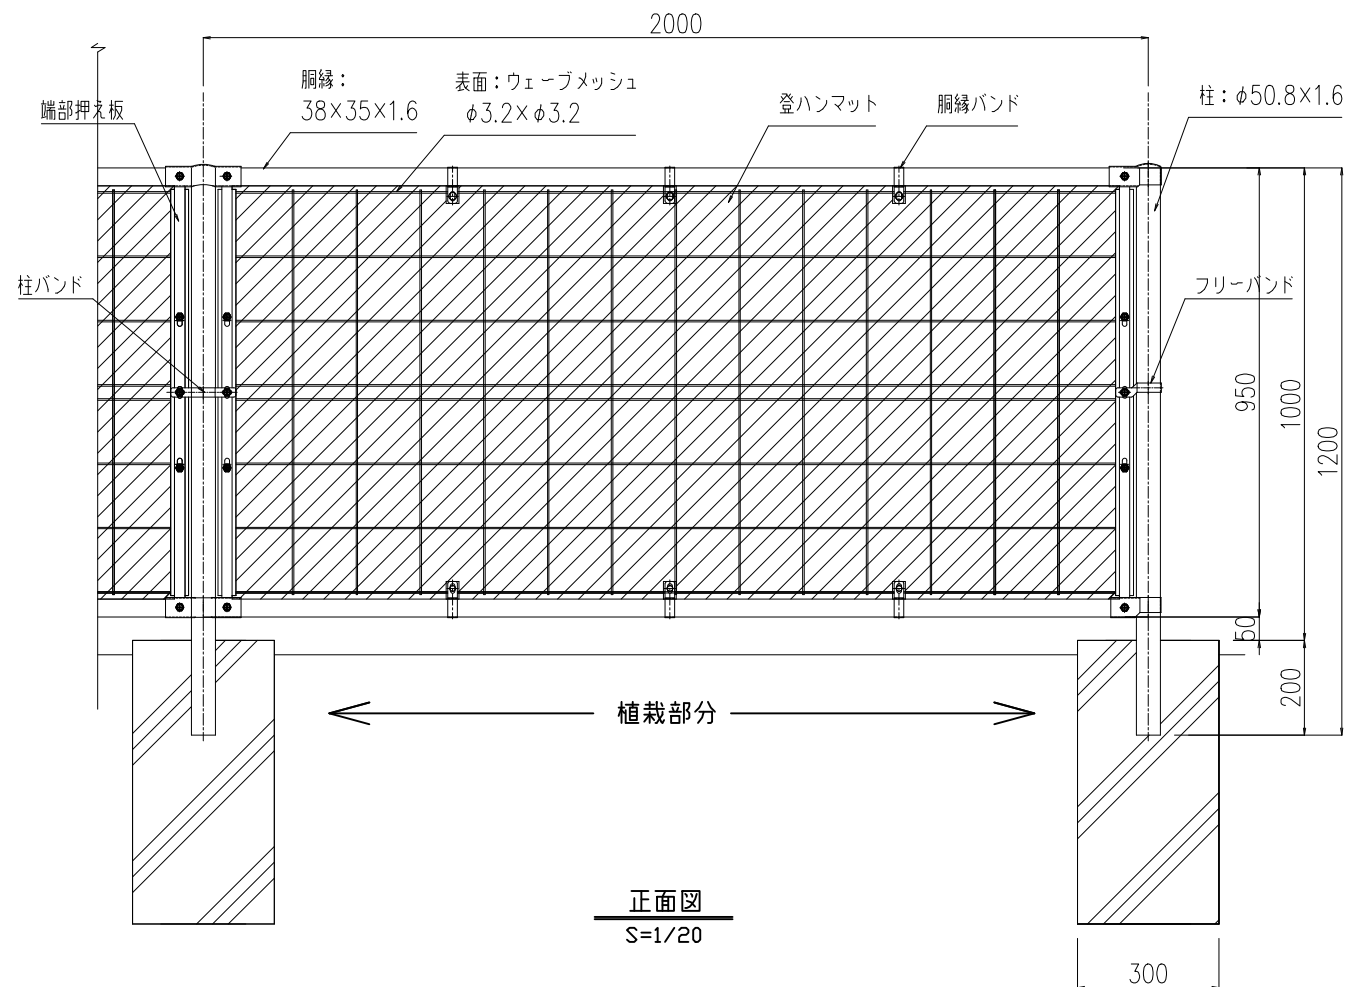 2000
胴縁：
38×35×1.6
表面：ウェーブメッシュ
φ3.2×φ3.2
端部押え板
登ハンマット
胴縁バンド
柱：φ50.8×1.6
柱バンド
フリーバンド
950
1000
1200
50
200
植栽部分
正面図
S=1/20
300